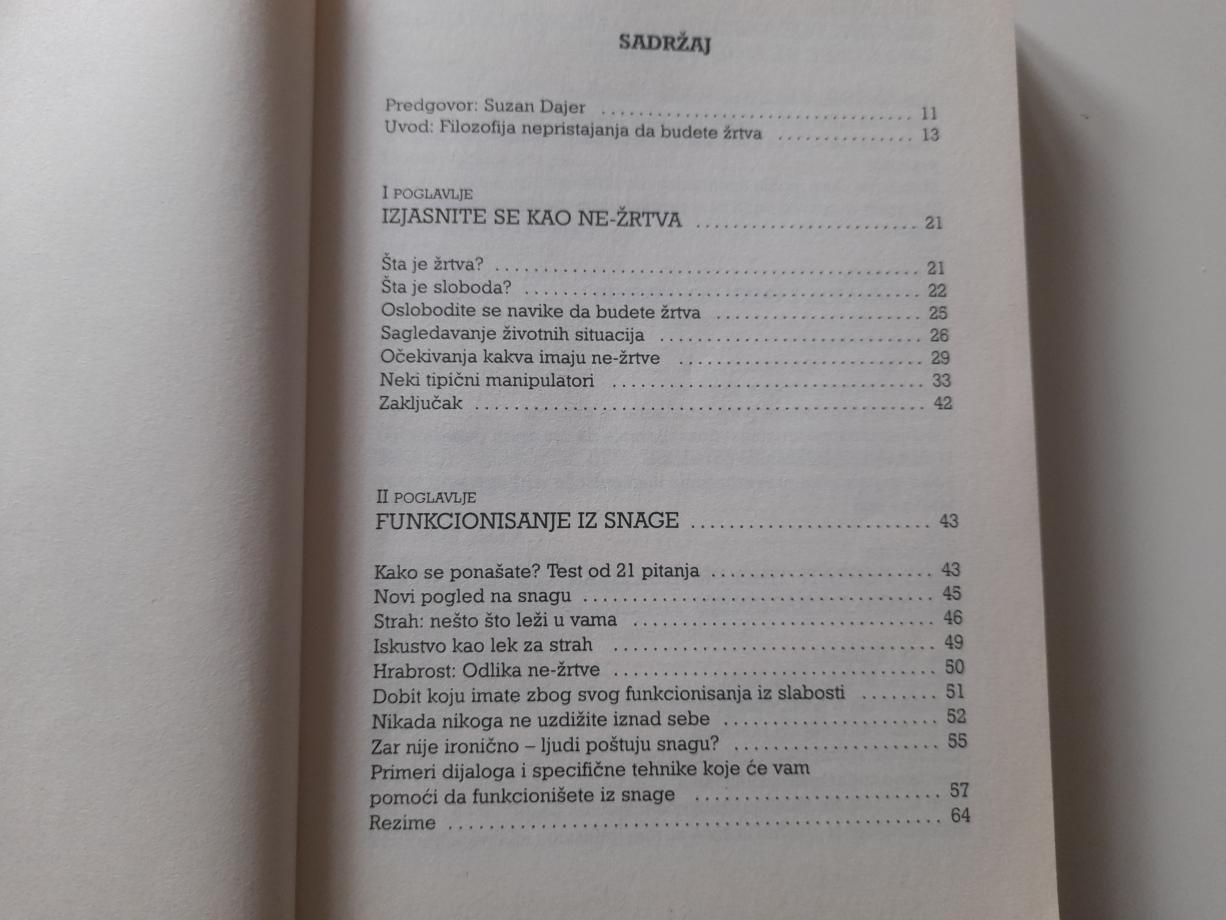 SADRŽAJ
Predgovor: Suzan Dajer ................................... 11
Uvod: Filozofija nepristajanja da budete žrtva ............... 13
I POGLAVLJE
IZJASNITE SE KAO NE-ŽRTVA ........................ 21
Šta je žrtva? ............................................. 21
Šta je sloboda? .......................................... 22
Oslobodite se navike da budete žrtva ...................... 25
Sagledavanje životnih situacija ............................ 26
Očekivanja kakva imaju ne-žrtve .......................... 29
Neki tipični manipulatori ................................. 33
Zaključak ................................................ 42
II POGLAVLJE
FUNKCIONISANJE IZ SNAGE .......................... 43
Kako se ponašate? Test od 21 pitanja ........................ 43
Novi pogled na snagu ..................................... 45
Strah: nešto što leži u vama ................................ 46
Iskustvo kao lek za strah .................................. 49
Hrabrost: Odlika ne-žrtve .................................. 50
Dobit koju imate zbog svog funkcionisanja iz slabosti ........ 51
Nikada nikoga ne uzdižite iznad sebe ....................... 52
Zar nije ironično – ljudi poštuju snagu? ...................... 55
Primeri dijaloga i specifične tehnike koje će vam
pomoći da funkcionišete iz snage .......................... 57
Rezime .................................................... 64